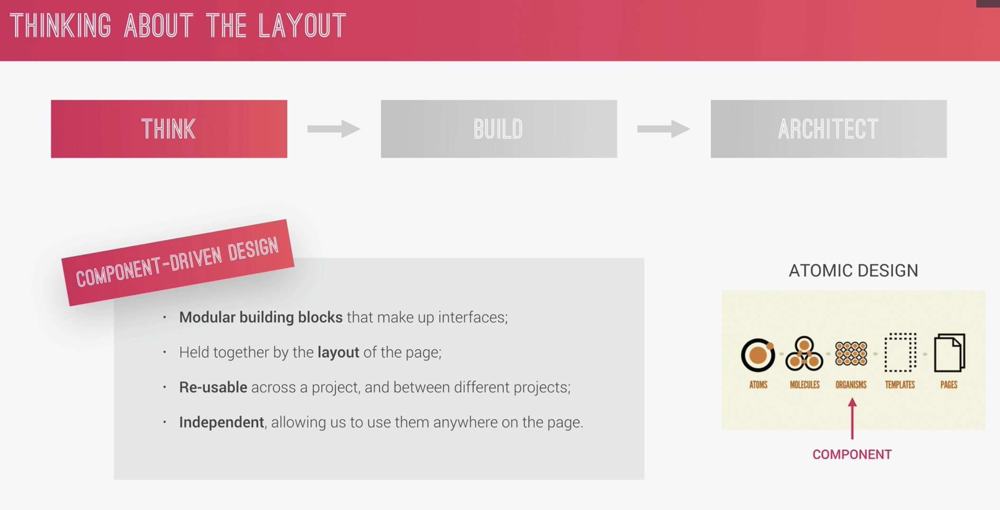 THINKING ABOUT THE LAYOUT
THINK
BUILD
ARCHITECT
COMPONENT-DRIVEN DESIGN
· Modular building blocks that make up interfaces;
· Held together by the layout of the page;
· Re-usable across a project, and between different projects;
· Independent, allowing us to use them anywhere on the page.
ATOMIC DESIGN
ATOMS MOLECULES ORGANISMS TEMPLATES PAGES
COMPONENT